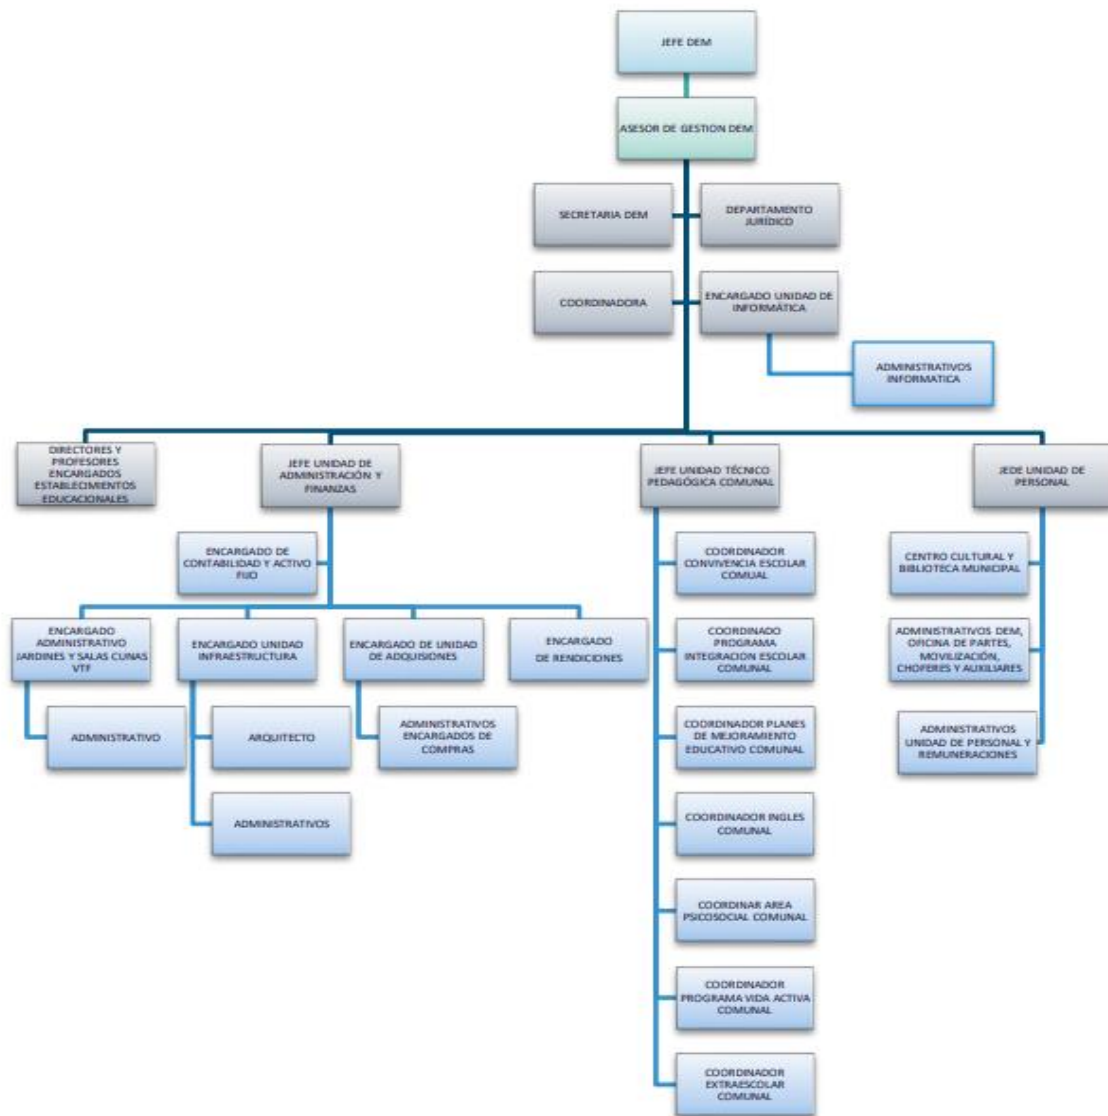 JEFE DEM
ASESOR DE GESTION DEM
SECRETARIA DEM
DEPARTAMENTO
JURÍDICO
COORDINADORA
ENCARGADO UNIDAD DE
INFORMÁTICA
ADMINISTRATIVOS
INFORMATICA
DIRECTORES Y
PROFESORES
ENCARGADOS
ESTABLECIMIENTOS
EDUCACIONALES
JEFE UNIDAD DE
ADMINISTRACIÓN Y
FINANZAS
JEFE UNIDAD TÉCNICO
PEDAGÓGICA COMUNAL
JEDE UNIDAD DE
PERSONAL
ENCARGADO DE
CONTABILIDAD Y ACTIVO
FIJO
ENCARGADO
ADMINISTRATIVO
JARDINES Y SALAS CUNAS
VTF
ENCARGADO UNIDAD
INFRAESTRUCTURA
ENCARGADO DE UNIDAD
DE ADQUISIONES
ENCARGADO
DE RENDICIONES
ADMINISTRATIVO
ARQUITECTO
ADMINISTRATIVOS
ENCARGADOS DE
COMPRAS
ADMINISTRATIVOS
COORDINADOR
CONVIVENCIA ESCOLAR
COMUAL
COORDINADO
PROGRAMA
INTEGRACION ESCOLAR
COMUNAL
COORDINADOR PLANES
DE MEJORAMIENTO
EDUCATIVO COMUNAL
COORDINADOR INGLES
COMUNAL
COORDINAR AREA
PSICOSOCIAL COMUNAL
COORDINADOR
PROGRAMA VIDA ACTIVA
COMUNAL
COORDINADOR
EXTRAESCOLAR
COMUNAL
CENTRO CULTURAL Y
BIBLIOTECA MUNICIPAL
ADMINISTRATIVOS DEM,
OFICINA DE PARTES,
MOVILIZACIÓN,
CHOFERES Y AUXILIARES
ADMINISTRATIVOS
UNIDAD DE PERSONAL Y
REMUNERACIONES